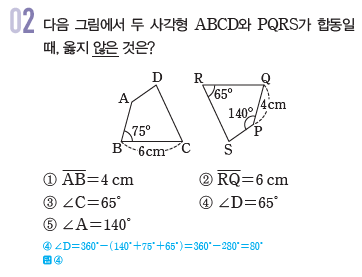 02 다음 그림에서 두 사각형 ABCD와 PQRS가 합동일
때, 옳지 않은 것은?
D R Q
A 65° 4cm
140°
75° P
B 6cm C S
① AB=4 cm ② RQ=6 cm
③ ∠C=65° ④ ∠D=65°
⑤ ∠A=140°
④ ∠D=360°-(140°+75°+65°)=360°-280°=80°
답 ④